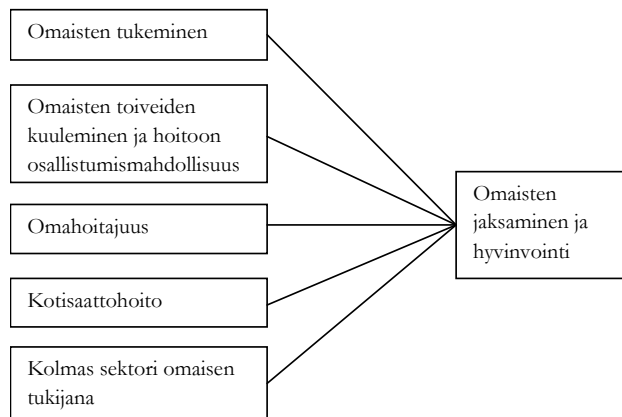 Omaisten tukeminen
Omaisten toiveiden
kuuleminen ja hoitoon
osallistumismahdollisuus
Omahoitajuus
Kotisaattohoito
Kolmas sektori omaisen
tukijana
Omaisten
jaksaminen ja
hyvinvointi